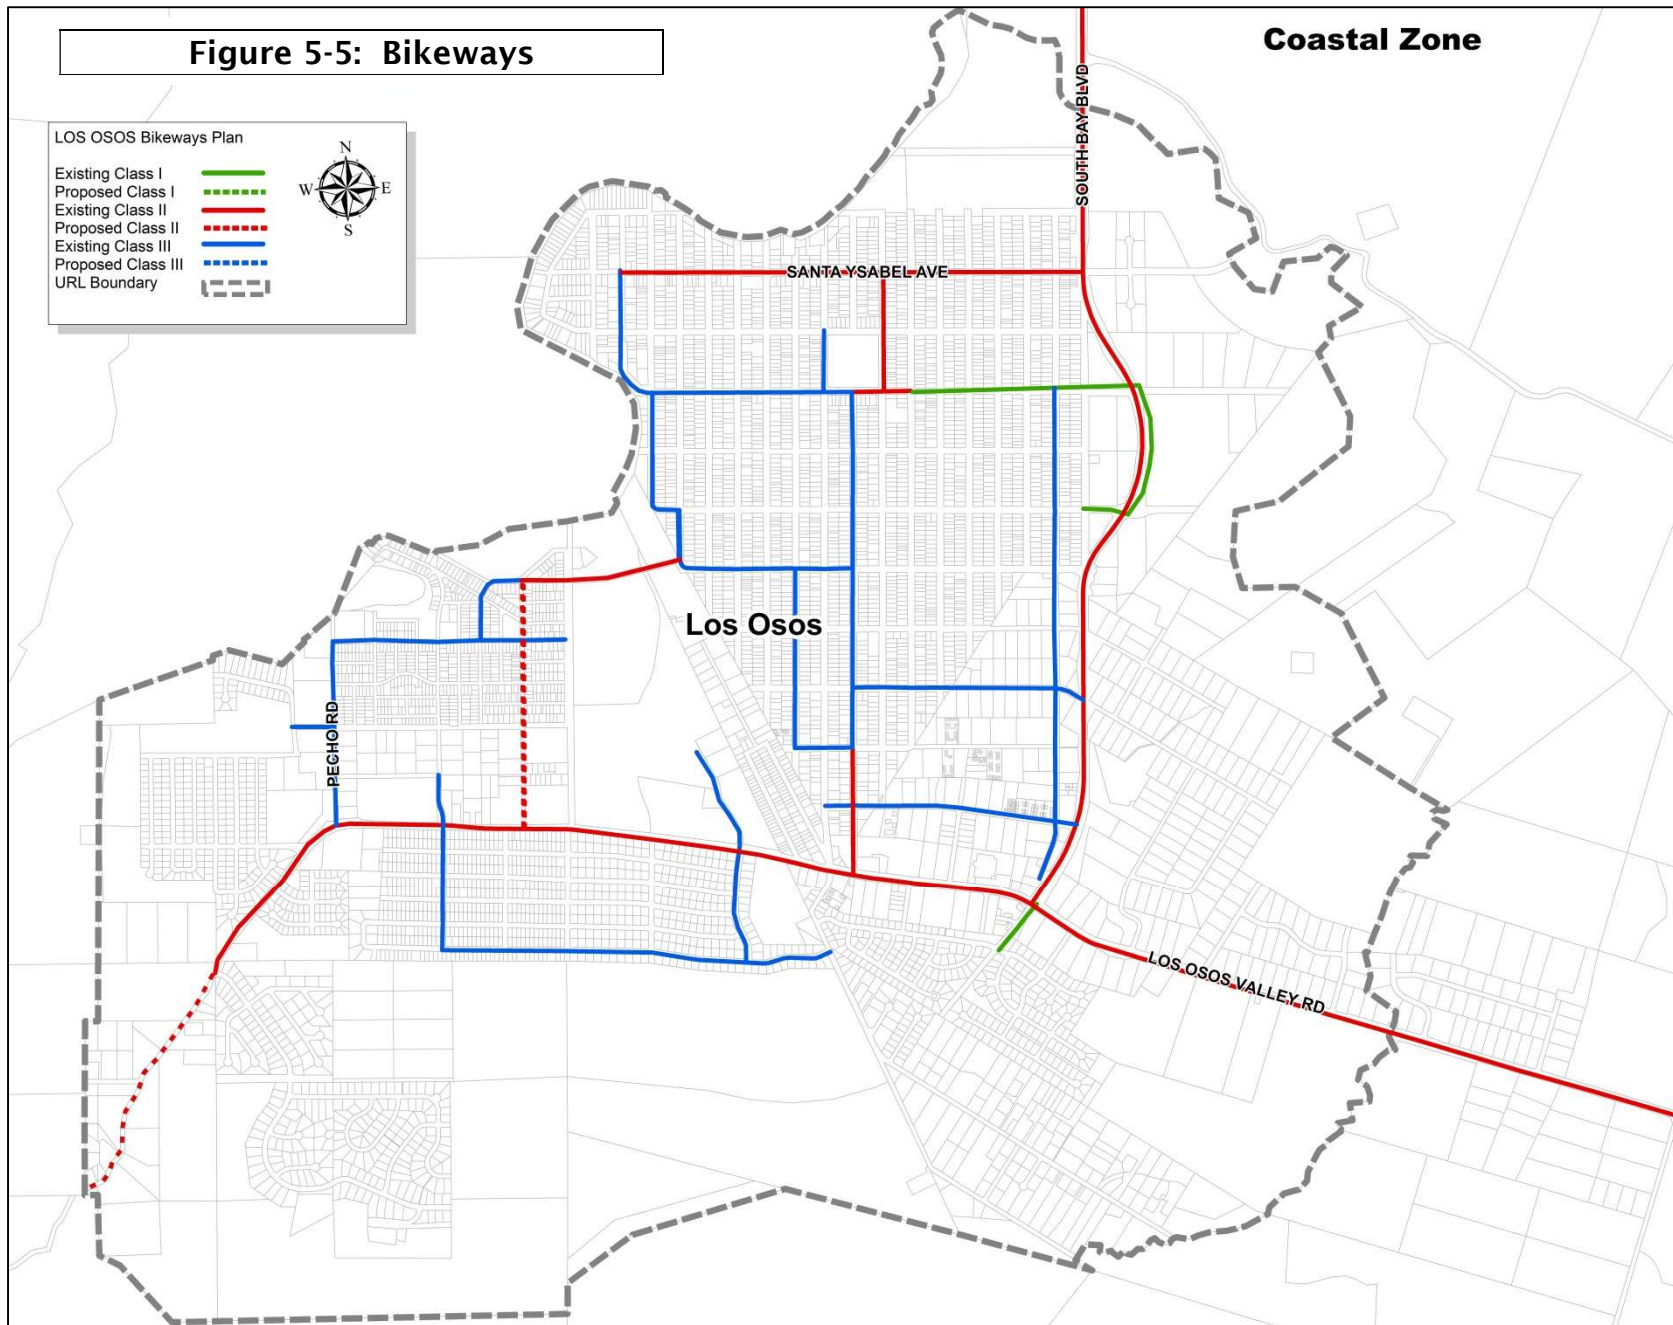 Figure 5-5: Bikeways
Coastal Zone
LOS OSOS Bikeways Plan
Existing Class I
Proposed Class I
Existing Class II
Proposed Class II
Existing Class III
Proposed Class III
URL Boundary
N
W
E
S
SOUTH BAY BLVD
SANTA YSABEL AVE
Los Osos
PECHO RD
LOS OSOS VALLEY RD